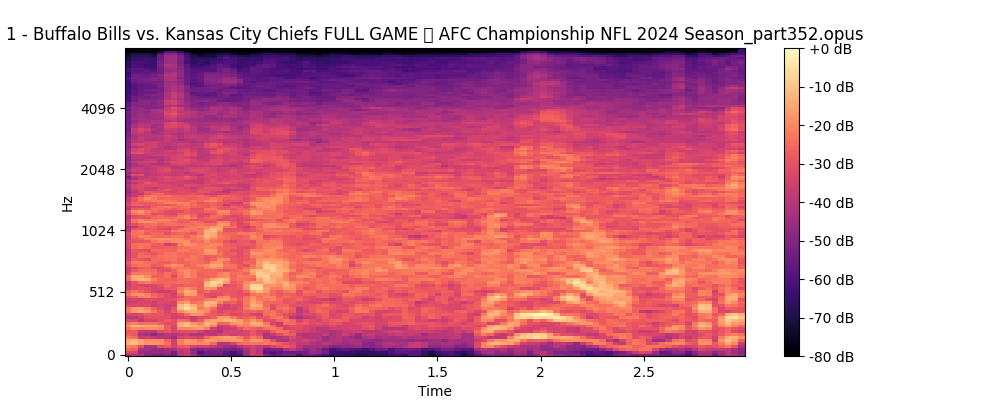 1 - Buffalo Bills vs. Kansas City Chiefs FULL GAME ▯ AFC Championship NFL 2024 Season_part352.opus
+0 dB
-10 dB
-20 dB
-30 dB
-40 dB
-50 dB
-60 dB
-70 dB
-80 dB
4096
2048
1024
512
0
Hz
0
0.5
1
1.5
2
2.5
Time